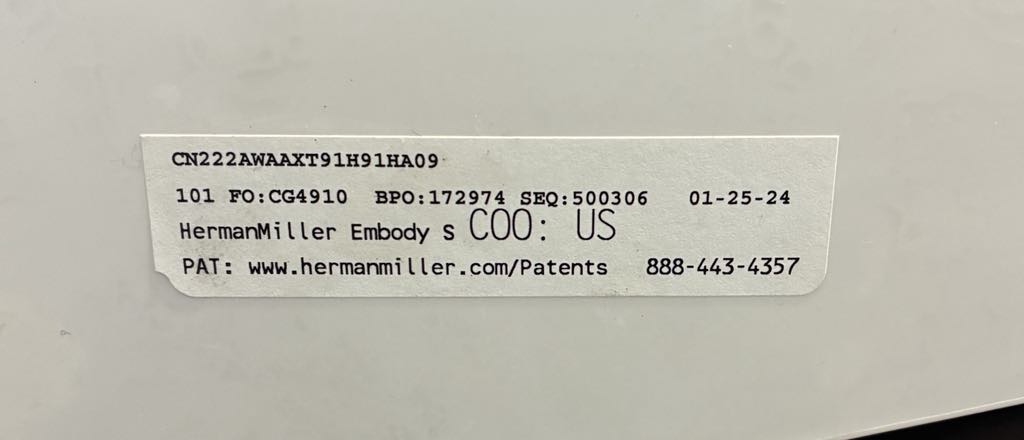 CN222AWAAXT91H91HA09
101 FO:CG4910 BPO:172974 SEQ:500306 01-25-24
HermanMiller Embody S COO: US
PAT: www.hermanmiller.com/Patents 888-443-4357